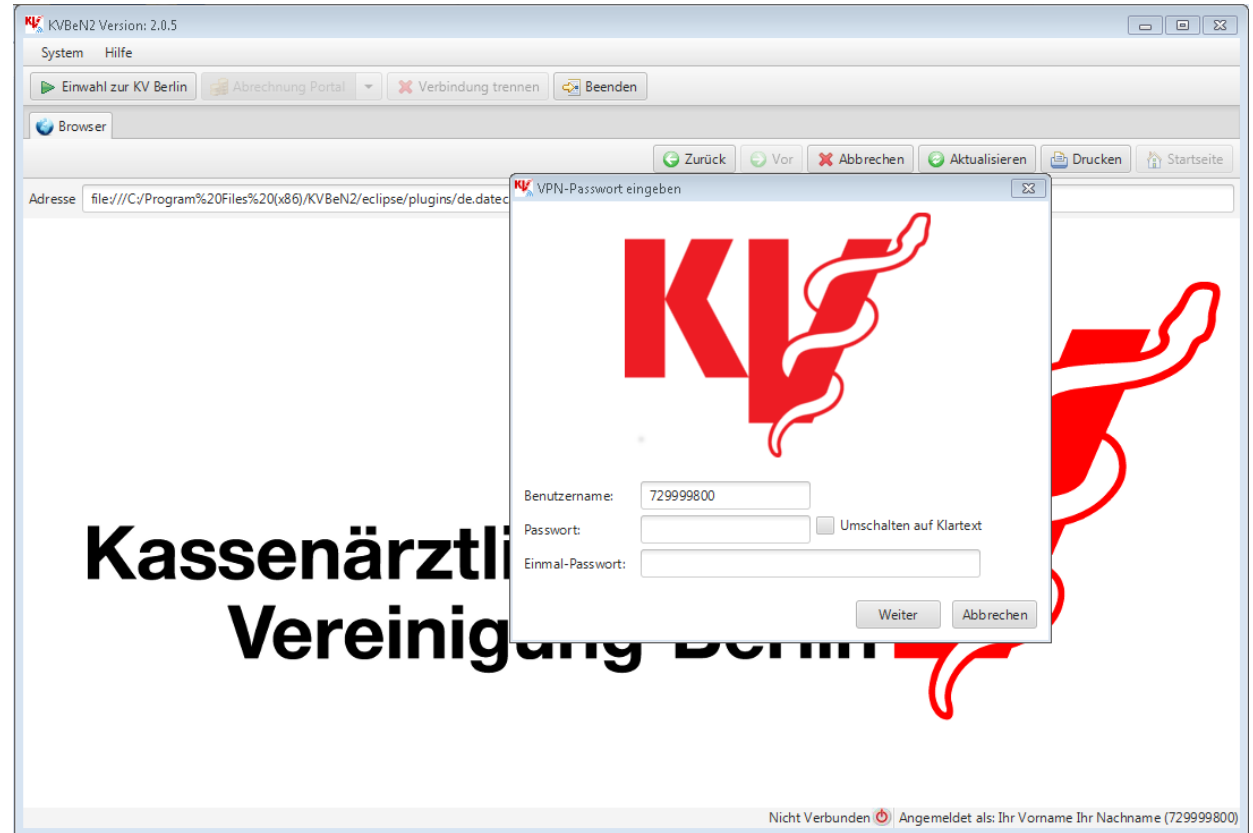 KVBeN2 Version: 2.0.5
System Hilfe
Einwahl zur KV Berlin Abrechnung Portal Verbindung trennen Beenden
Browser
Zurück Vor Abbrechen Aktualisieren Drucken Startseite
Adresse file:///C:/Program%20Files%20(x86)/KVBeN2/eclipse/plugins/de.datec
VPN-Passwort eingeben
KV
Benutzername: 729999800
Passwort: Umschalten auf Klartext
Einmal-Passwort:
Weiter Abbrechen
Kassenärztli
Vereinigung Berlin
Nicht Verbunden Angemeldet als: Ihr Vorname Ihr Nachname (729999800)